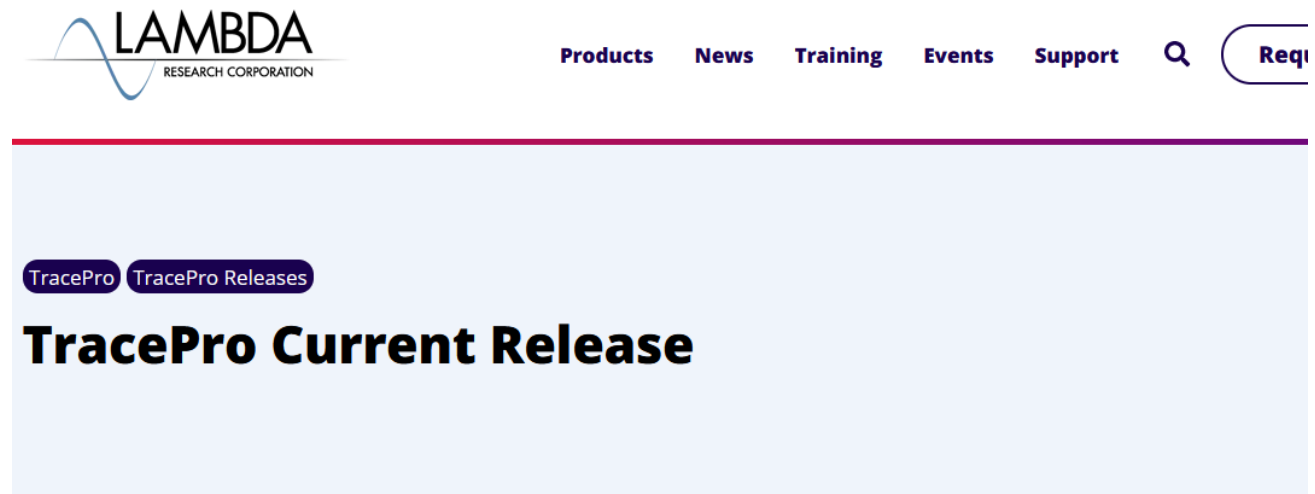 LAMBDA
RESEARCH CORPORATION
Products News Training Events Support
TracePro TracePro Releases
TracePro Current Release